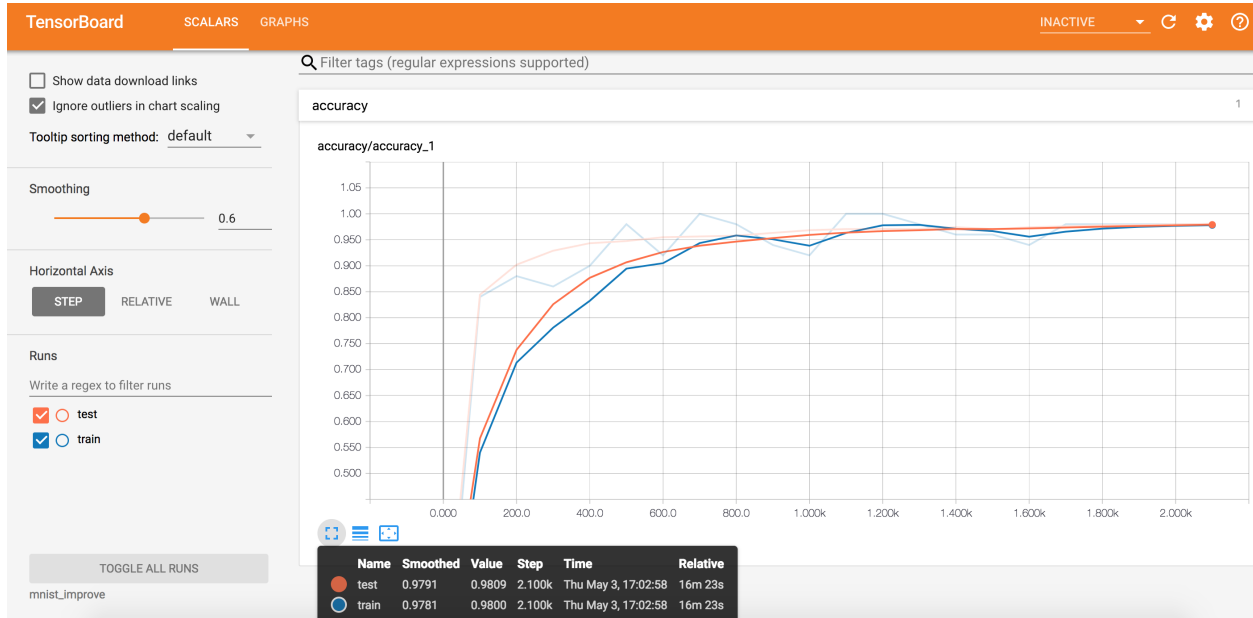 TensorBoard SCALARS GRAPHS INACTIVE
Show data download links
Ignore outliers in chart scaling
Tooltip sorting method: default
Smoothing
0.6
Horizontal Axis
STEP RELATIVE WALL
Runs
Write a regex to filter runs
test
train
TOGGLE ALL RUNS
mnist_improve
Filter tags (regular expressions supported)
accuracy 1
accuracy/accuracy_1
1.05
1.00
0.950
0.900
0.850
0.800
0.750
0.700
0.650
0.600
0.550
0.500
0.000 200.0 400.0 600.0 800.0 1.000k 1.200k 1.400k 1.600k 1.800k 2.000k
Name Smoothed Value Step Time Relative
test 0.9791 0.9809 2.100k Thu May 3, 17:02:58 16m 23s
train 0.9781 0.9800 2.100k Thu May 3, 17:02:58 16m 23s